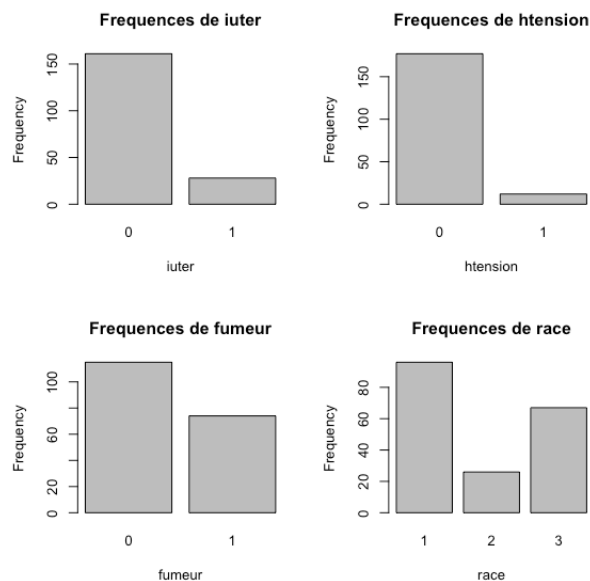 Frequences de iuter
Frequency
0 50 100 150
0 1
iuter
Frequences de htension
Frequency
0 50 100 150
0 1
htension
Frequences de fumeur
Frequency
0 20 60 100
0 1
fumeur
Frequences de race
Frequency
0 20 40 60 80
1 2 3
race